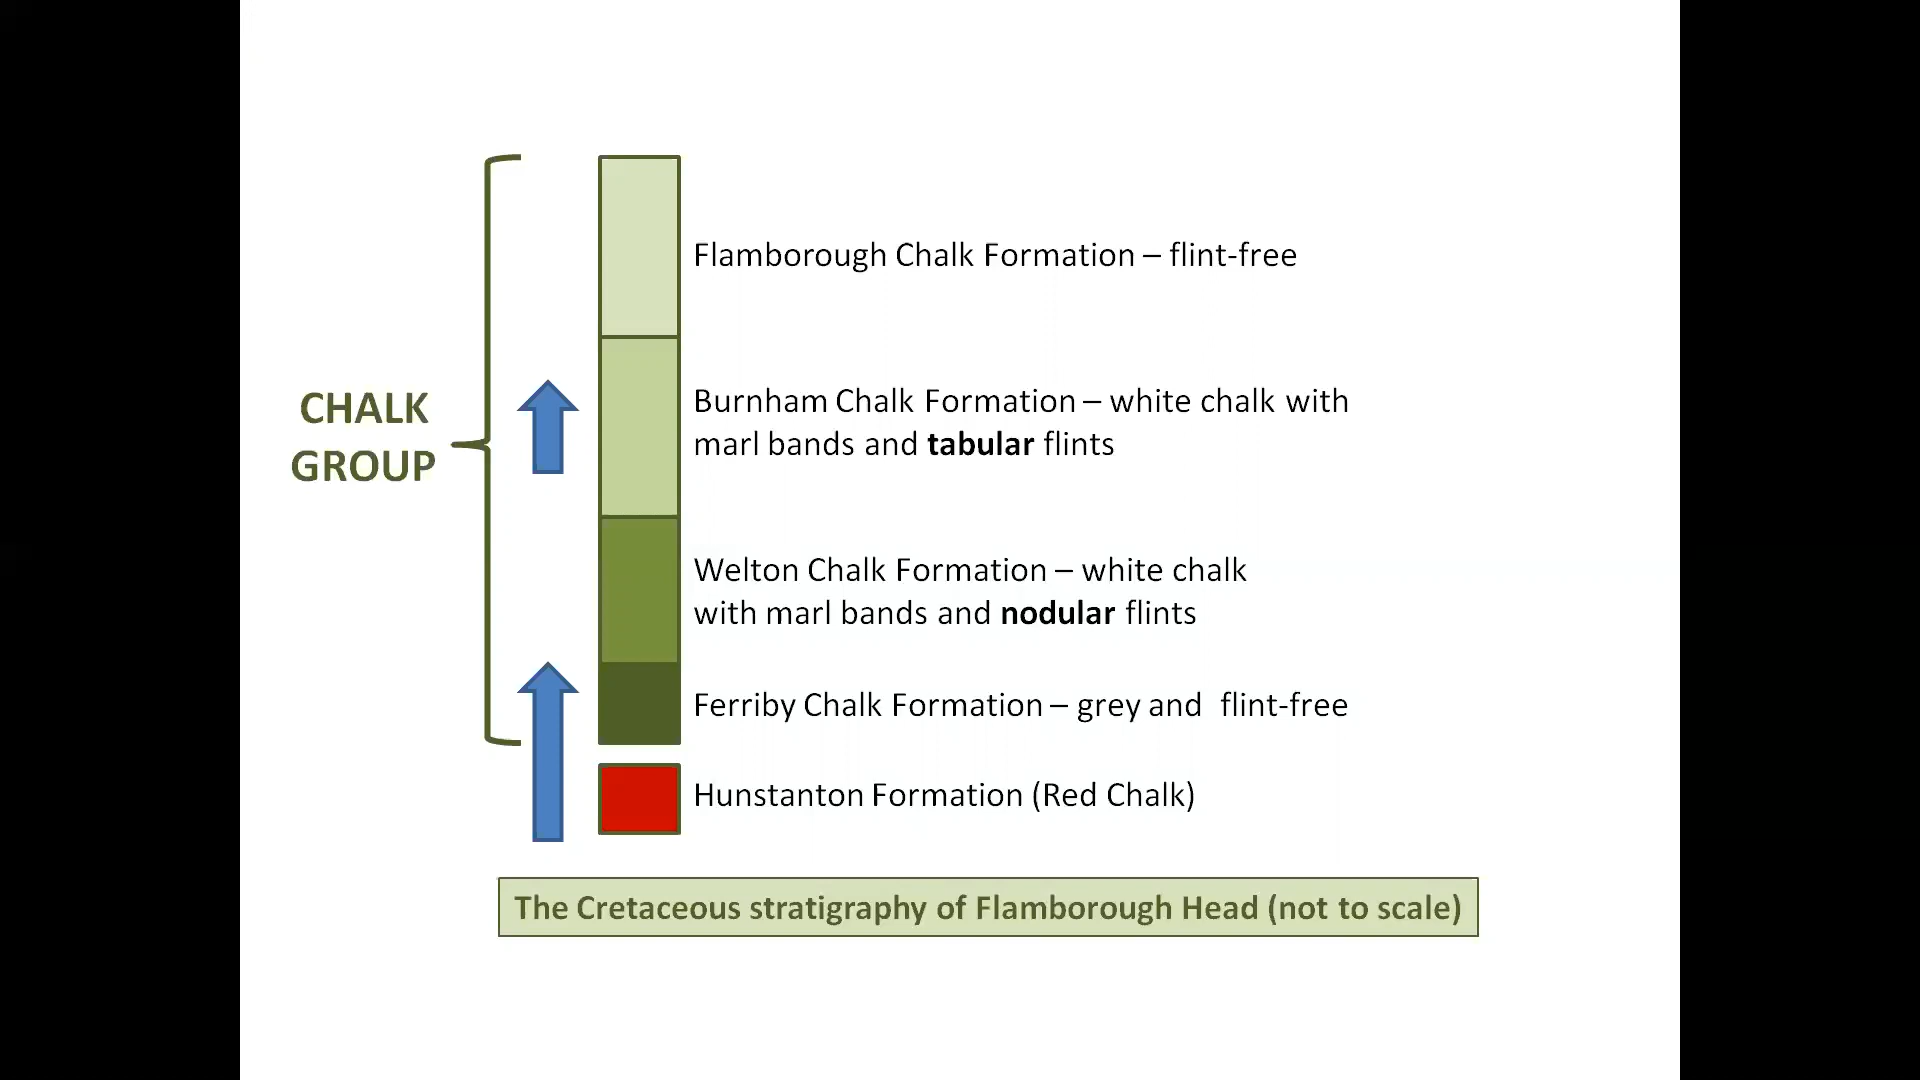 Flamborough Chalk Formation – flint-free
CHALK
GROUP
Burnham Chalk Formation – white chalk with
marl bands and tabular flints
Welton Chalk Formation – white chalk
with marl bands and nodular flints
Ferriby Chalk Formation – grey and  flint-free
Hunstanton Formation (Red Chalk)
The Cretaceous stratigraphy of Flamborough Head (not to scale)